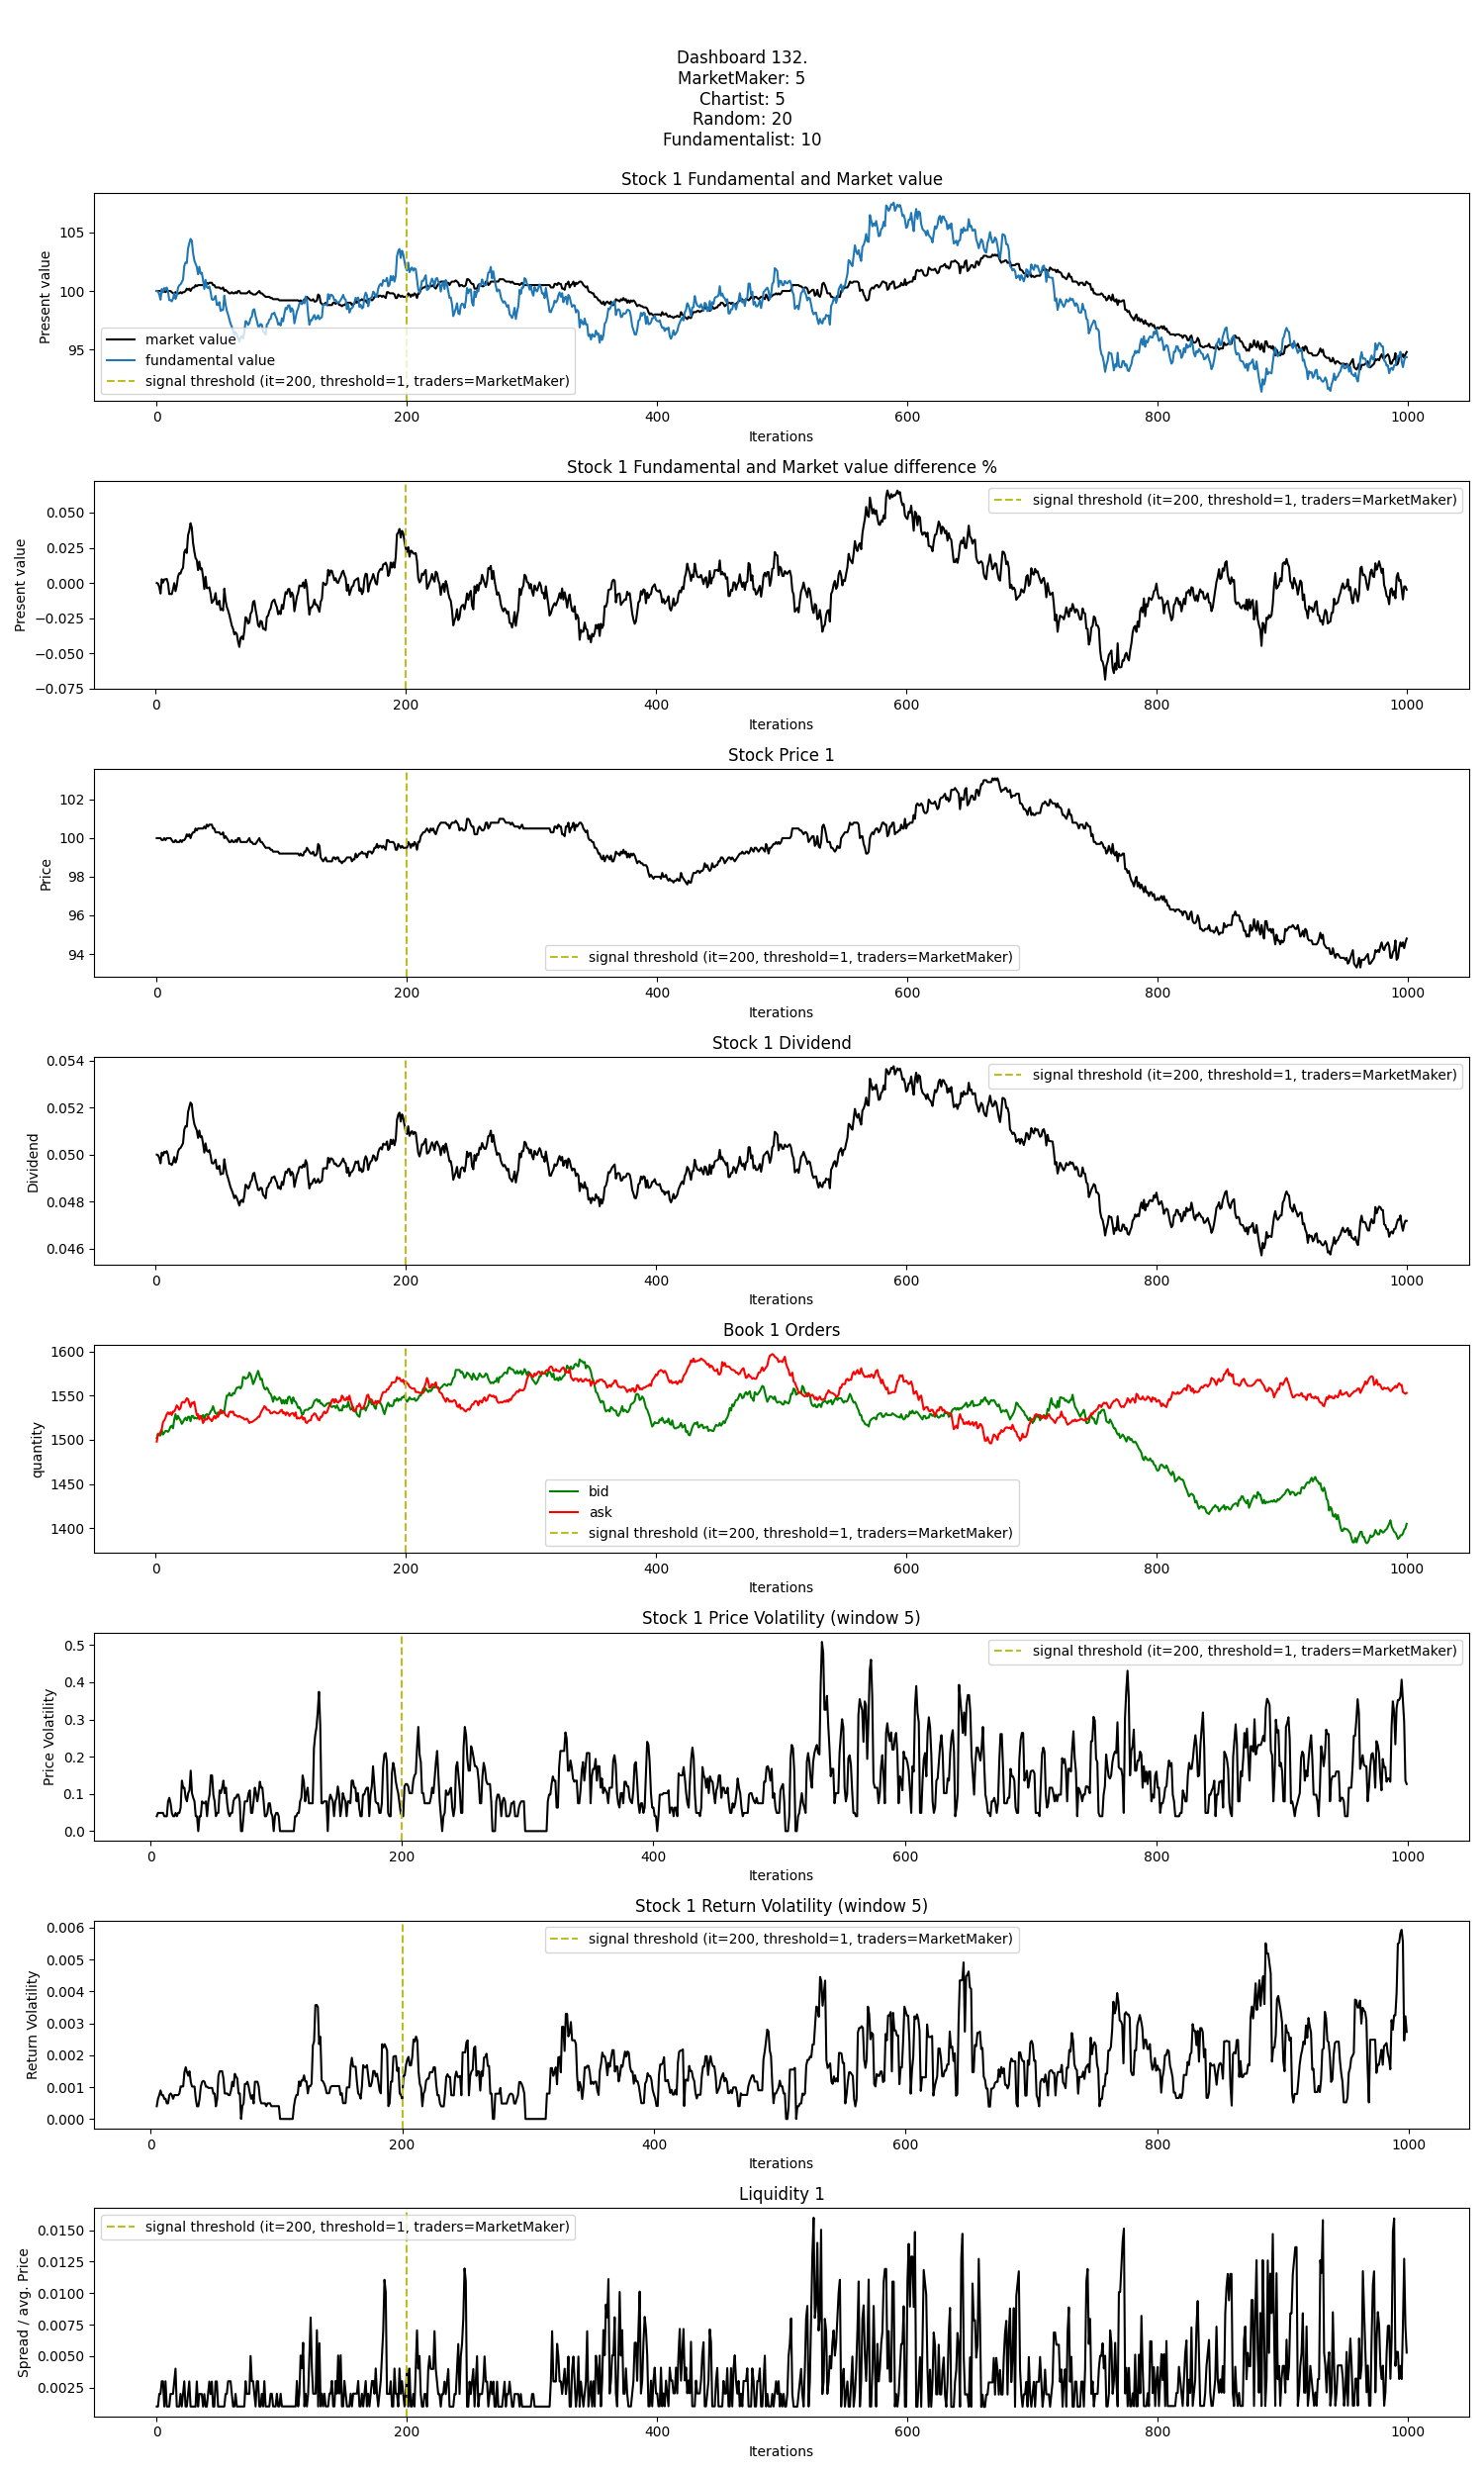 Dashboard 132.
MarketMaker: 5
Chartist: 5
Random: 20
Fundamentalist: 10
Stock 1 Fundamental and Market value
Present value
105
100
95
market value
fundamental value
signal threshold (it=200, threshold=1, traders=MarketMaker)
0 200 400 600 800 1000
Iterations
Stock 1 Fundamental and Market value difference %
Present value
0.050
0.025
0.000
−0.025
−0.050
−0.075
signal threshold (it=200, threshold=1, traders=MarketMaker)
0 200 400 600 800 1000
Iterations
Stock Price 1
Price
102
100
98
96
94
signal threshold (it=200, threshold=1, traders=MarketMaker)
0 200 400 600 800 1000
Iterations
Stock 1 Dividend
Dividend
0.054
0.052
0.050
0.048
0.046
signal threshold (it=200, threshold=1, traders=MarketMaker)
0 200 400 600 800 1000
Iterations
Book 1 Orders
quantity
1600
1550
1500
1450
1400
bid
ask
signal threshold (it=200, threshold=1, traders=MarketMaker)
0 200 400 600 800 1000
Iterations
Stock 1 Price Volatility (window 5)
Price Volatility
0.5
0.4
0.3
0.2
0.1
0.0
signal threshold (it=200, threshold=1, traders=MarketMaker)
0 200 400 600 800 1000
Iterations
Stock 1 Return Volatility (window 5)
Return Volatility
0.006
0.005
0.004
0.003
0.002
0.001
0.000
signal threshold (it=200, threshold=1, traders=MarketMaker)
0 200 400 600 800 1000
Iterations
Liquidity 1
Spread / avg. Price
0.0150
0.0125
0.0100
0.0075
0.0050
0.0025
signal threshold (it=200, threshold=1, traders=MarketMaker)
0 200 400 600 800 1000
Iterations